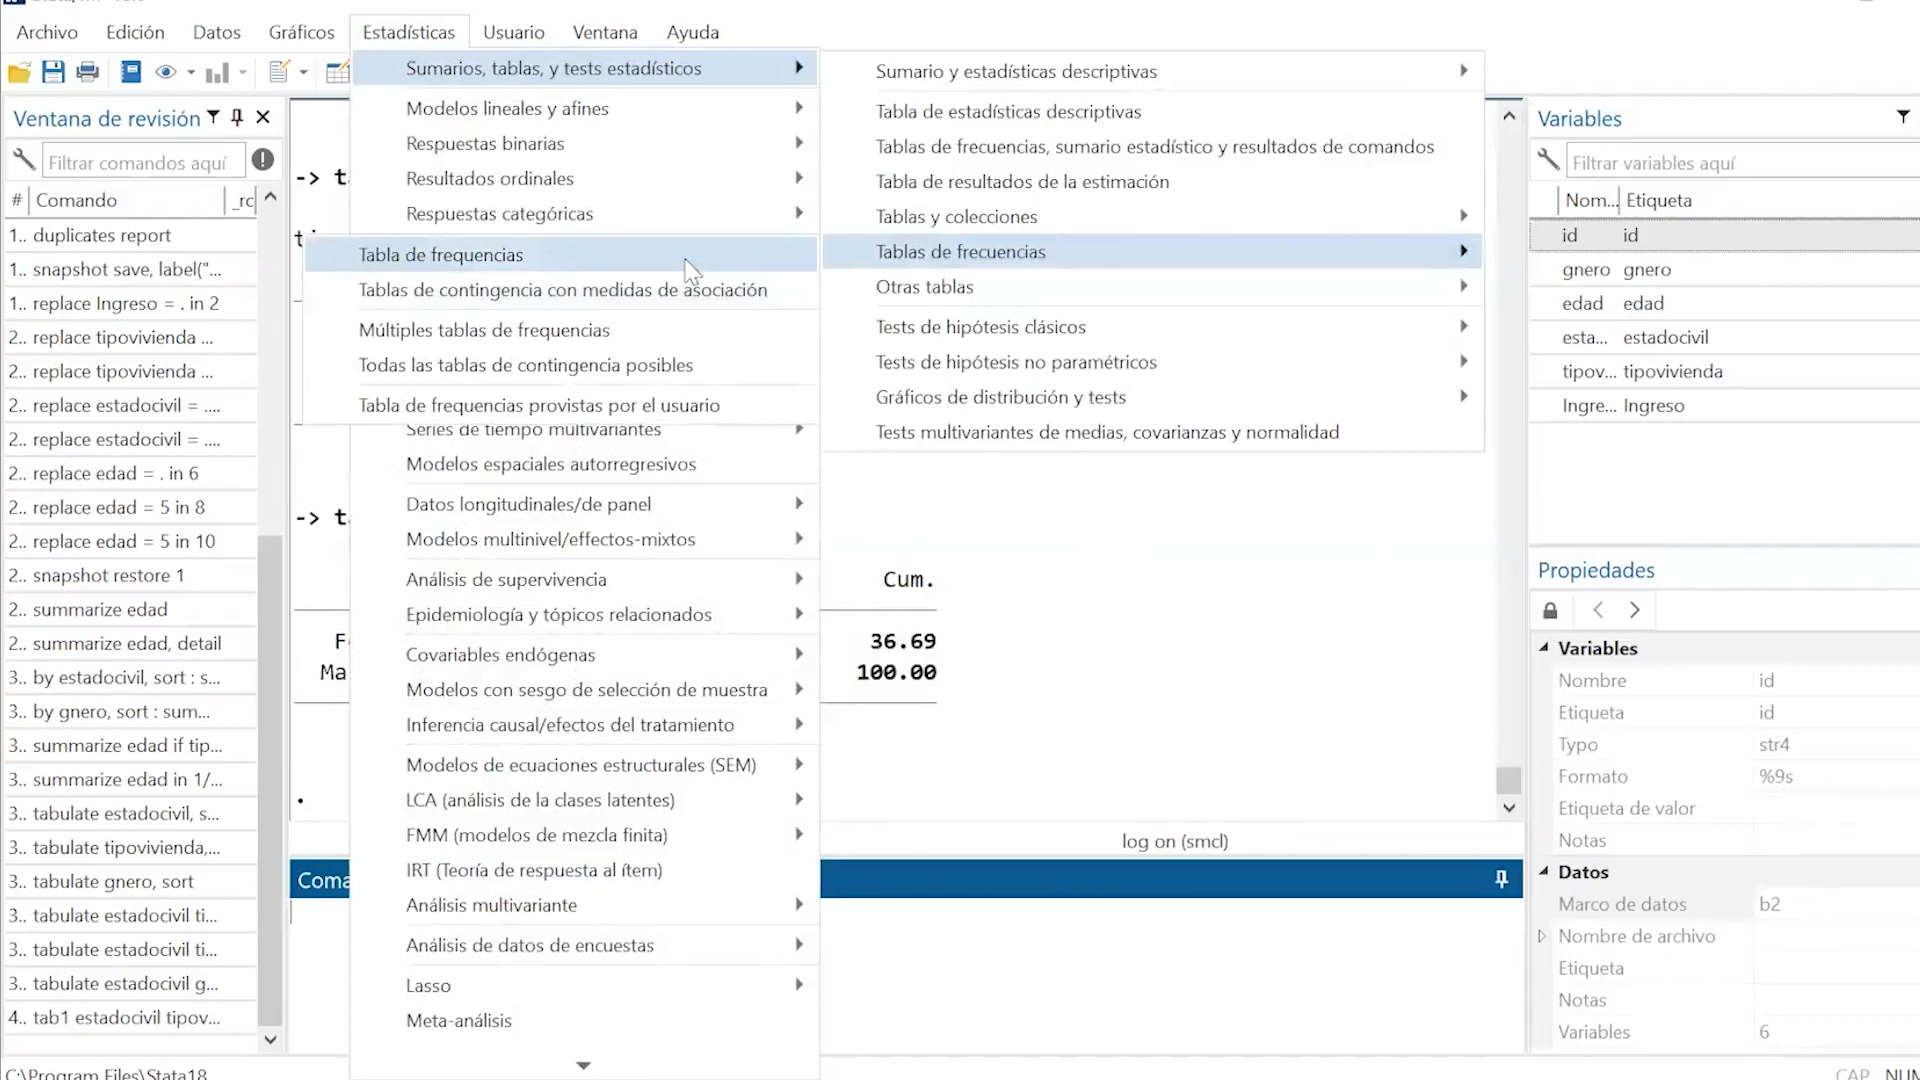 Archivo Edición Datos Gráficos Estadísticas Usuario Ventana Ayuda
Ventana de revisión
Filtrar comandos aquí
# Comando _rc
1.. duplicates report
1.. snapshot save, label("...
1.. replace Ingreso = . in 2
2.. replace tipovivienda ...
2.. replace tipovivienda ...
2.. replace estadocivil = ....
2.. replace estadocivil = ....
2.. replace edad = . in 6
2.. replace edad = 5 in 8
2.. replace edad = 5 in 10
2.. snapshot restore 1
2.. summarize edad
2.. summarize edad, detail
3.. by estadocivil, sort : s...
3.. by gnero, sort : sum...
3.. summarize edad if tip...
3.. summarize edad in 1/...
3.. tabulate estadocivil, s...
3.. tabulate tipovivienda,...
3.. tabulate gnero, sort
3.. tabulate estadocivil ti...
3.. tabulate estadocivil ti...
3.. tabulate estadocivil g...
4.. tab1 estadocivil tipov...
C:\Program Files\Stata18
Sumarios, tablas, y tests estadísticos
Modelos lineales y afines
Respuestas binarias
Resultados ordinales
Respuestas categóricas
Tabla de frequencias
Tablas de contingencia con medidas de asociación
Múltiples tablas de frequencias
Todas las tablas de contingencia posibles
Tabla de frequencias provistas por el usuario
Series de tiempo multivariantes
Modelos espaciales autorregresivos
Datos longitudinales/de panel
Modelos multinivel/effectos-mixtos
Análisis de supervivencia
Epidemiología y tópicos relacionados
Covariables endógenas
Modelos con sesgo de selección de muestra
Inferencia causal/efectos del tratamiento
Modelos de ecuaciones estructurales (SEM)
LCA (análisis de la clases latentes)
FMM (modelos de mezcla finita)
IRT (Teoría de respuesta al ítem)
Análisis multivariante
Análisis de datos de encuestas
Lasso
Meta-análisis
Sumario y estadísticas descriptivas
Tabla de estadísticas descriptivas
Tablas de frecuencias, sumario estadístico y resultados de comandos
Tabla de resultados de la estimación
Tablas y colecciones
Tablas de frecuencias
Otras tablas
Tests de hipótesis clásicos
Tests de hipótesis no paramétricos
Gráficos de distribución y tests
Tests multivariantes de medias, covarianzas y normalidad
Cum.
36.69
Ma 100.00
.
log on (smcl)
Coma
Variables
Filtrar variables aquí
Nom... Etiqueta
id id
gnero gnero
edad edad
esta... estadocivil
tipov... tipovivienda
Ingre... Ingreso
Propiedades
Variables
Nombre id
Etiqueta id
Typo str4
Formato %9s
Etiqueta de valor
Notas
Datos
Marco de datos b2
Nombre de archivo
Etiqueta
Notas
Variables 6
CAP NUM